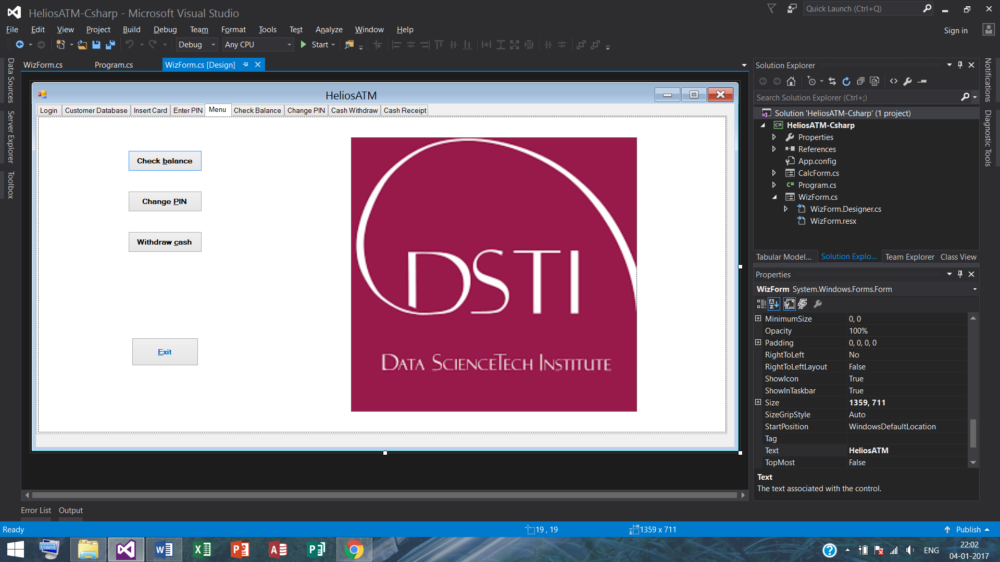 HeliosATM-Csharp - Microsoft Visual Studio
Quick Launch (Ctrl+Q)
File Edit View Project Build Debug Team Format Tools Test Analyze Window Help
Sign in
Debug Any CPU Start
Data Sources
Server Explorer
Toolbox
WizForm.cs Program.cs WizForm.cs [Design]
HeliosATM
Login Customer Database Insert Card Enter PIN Menu Check Balance Change PIN Cash Withdraw Cash Receipt
Check balance
Change PIN
Withdraw cash
Exit
DSTI
DATA SCIENCETECH INSTITUTE
Solution Explorer
Search Solution Explorer (Ctrl+;)
Solution 'HeliosATM-Csharp' (1 project)
C# HeliosATM-Csharp
Properties
References
App.config
CalcForm.cs
C# Program.cs
WizForm.cs
WizForm.Designer.cs
WizForm.resx
Tabular Model... Solution Explo... Team Explorer Class View
Notifications
Diagnostic Tools
Properties
WizForm System.Windows.Forms.Form
MinimumSize 0, 0
Opacity 100%
Padding 0, 0, 0, 0
RightToLeft No
RightToLeftLayout False
ShowIcon True
ShowInTaskbar True
Size 1359, 711
SizeGripStyle Auto
StartPosition WindowsDefaultLocation
Tag
Text HeliosATM
TopMost False
Text
The text associated with the control.
Error List Output
Ready
19 , 19
1359 x 711
Publish
ENG
22:02
04-01-2017